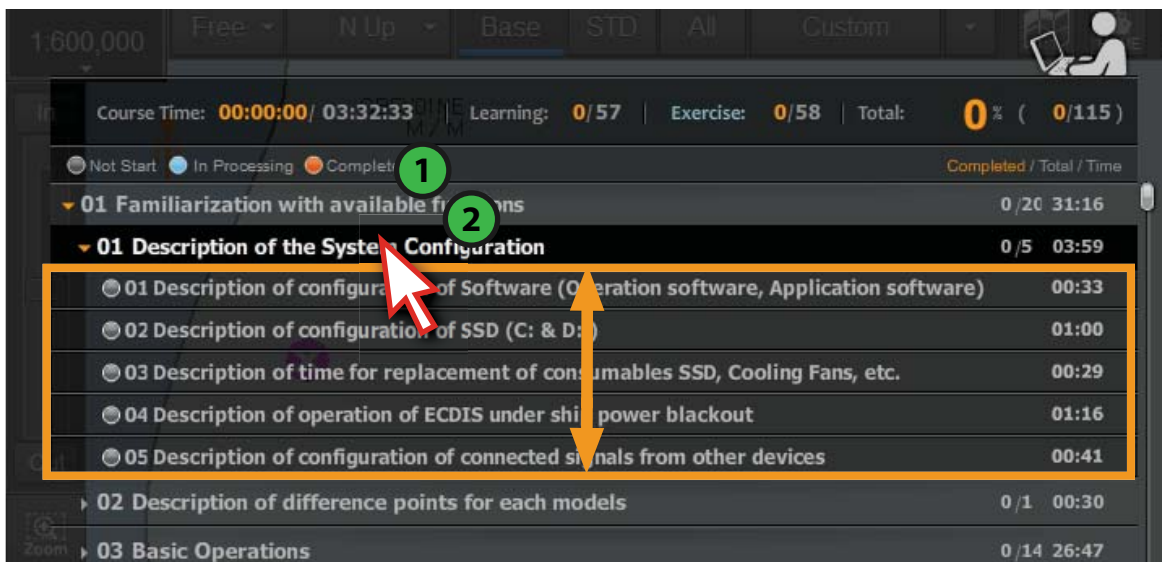 1:600,000 Free N Up Base STD All Custom
Course Time: 00:00:00/ 03:32:33 | Learning: 0/57 | Exercise: 0/58 | Total: 0 % ( 0/115 )
Not Start In Processing Complet
Completed / Total / Time
1
2
01 Familiarization with available fu ons 0 /20 31:16
01 Description of the System Configuration 0 /5 03:59
01 Description of configuration of Software (Operation software, Application software) 00:33
02 Description of configuration of SSD (C: & D: ) 01:00
03 Description of time for replacement of consumables SSD, Cooling Fans, etc. 00:29
04 Description of operation of ECDIS under ship power blackout 01:16
05 Description of configuration of connected signals from other devices 00:41
02 Description of difference points for each models 0 /1 00:30
Zoom
03 Basic Operations 0 /14 26:47